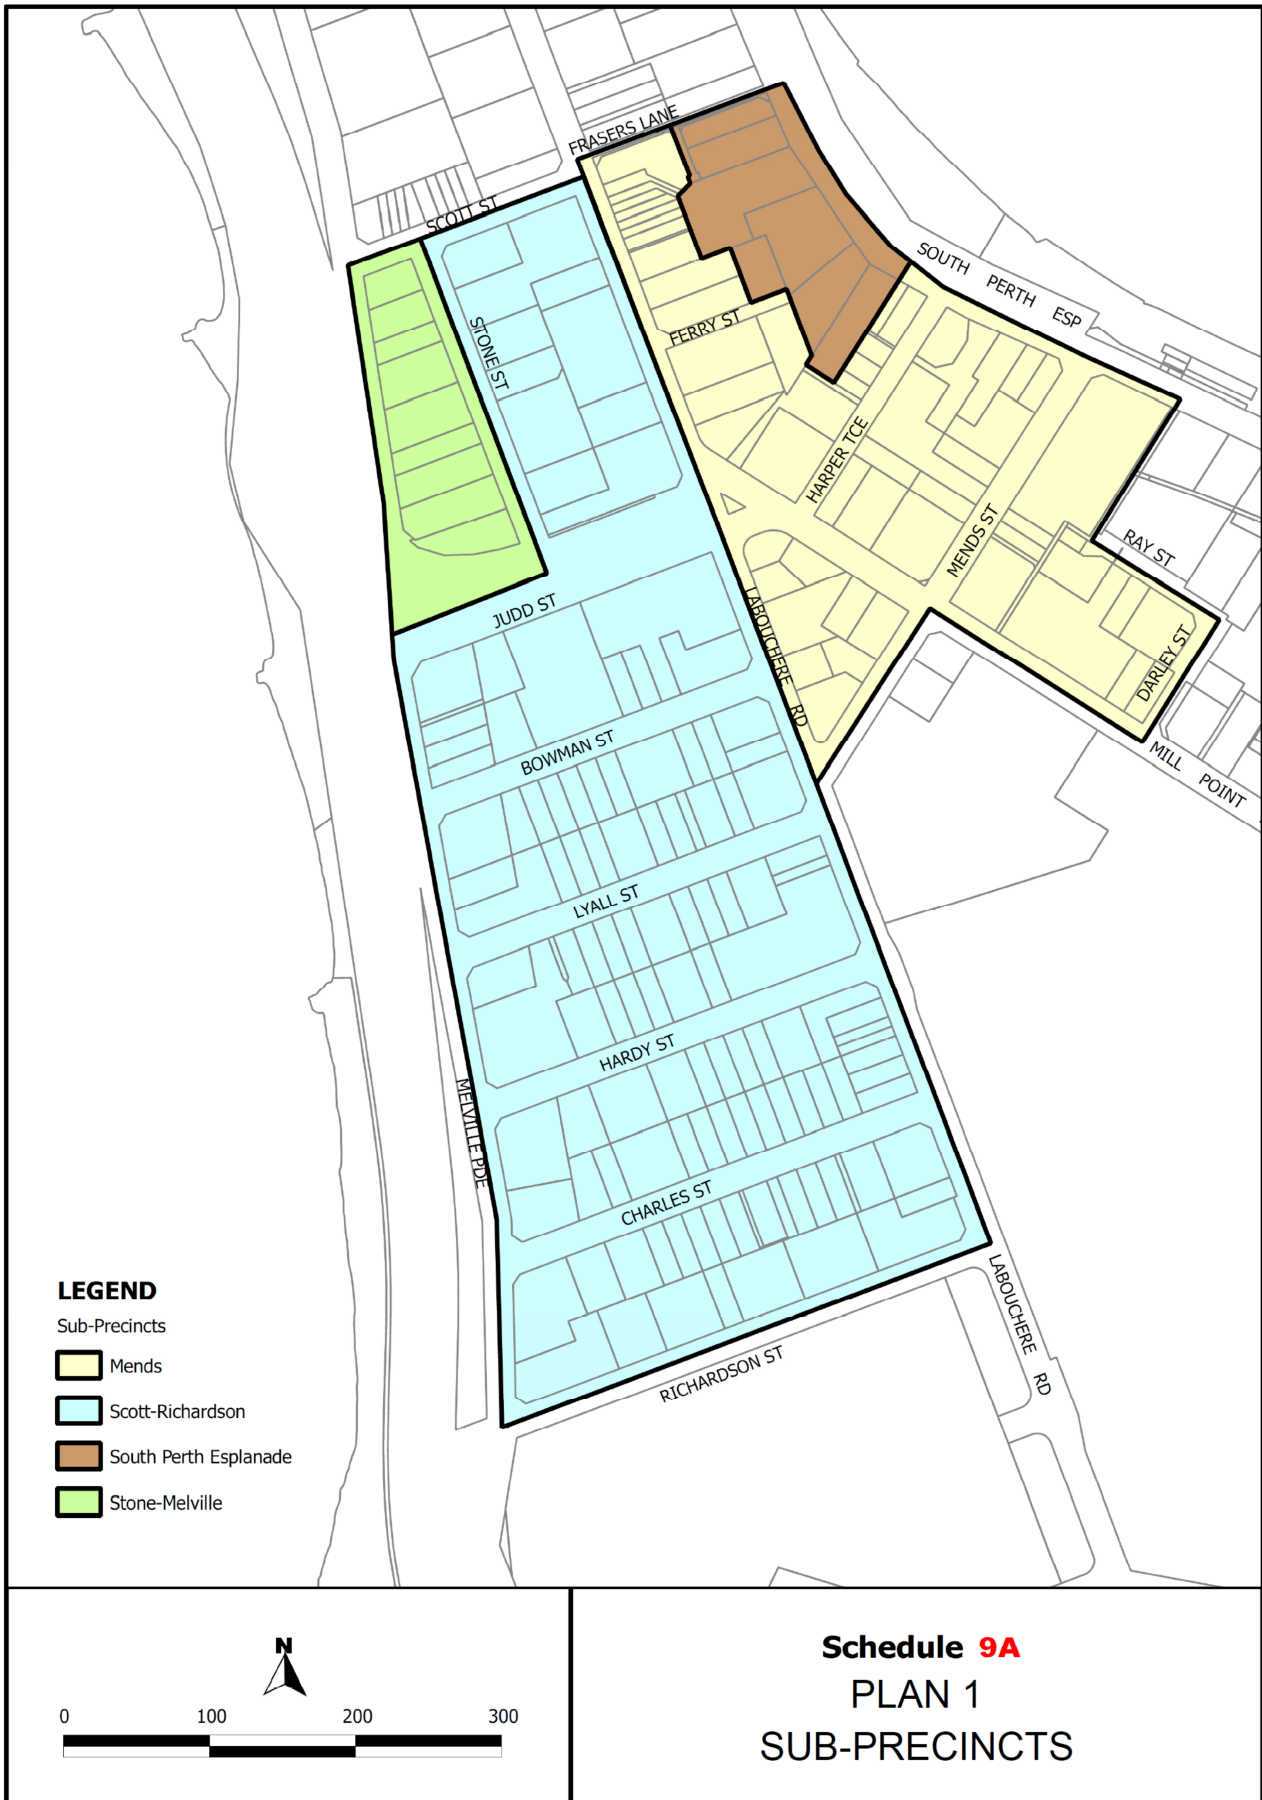 FRASERS LANE
SCOTT ST
SOUTH PERTH ESP
STONE ST
FERRY ST
HARPER TCE
MENDS ST
RAY ST
JUDD ST
LABOUCHERE RD
DARLEY ST
BOWMAN ST
MILL POINT
LYALL ST
HARDY ST
MELVILLE PDE
CHARLES ST
LABOUCHERE RD
RICHARDSON ST
LEGEND
Sub-Precincts
Mends
Scott-Richardson
South Perth Esplanade
Stone-Melville
N
0 100 200 300
Schedule 9A
PLAN 1
SUB-PRECINCTS